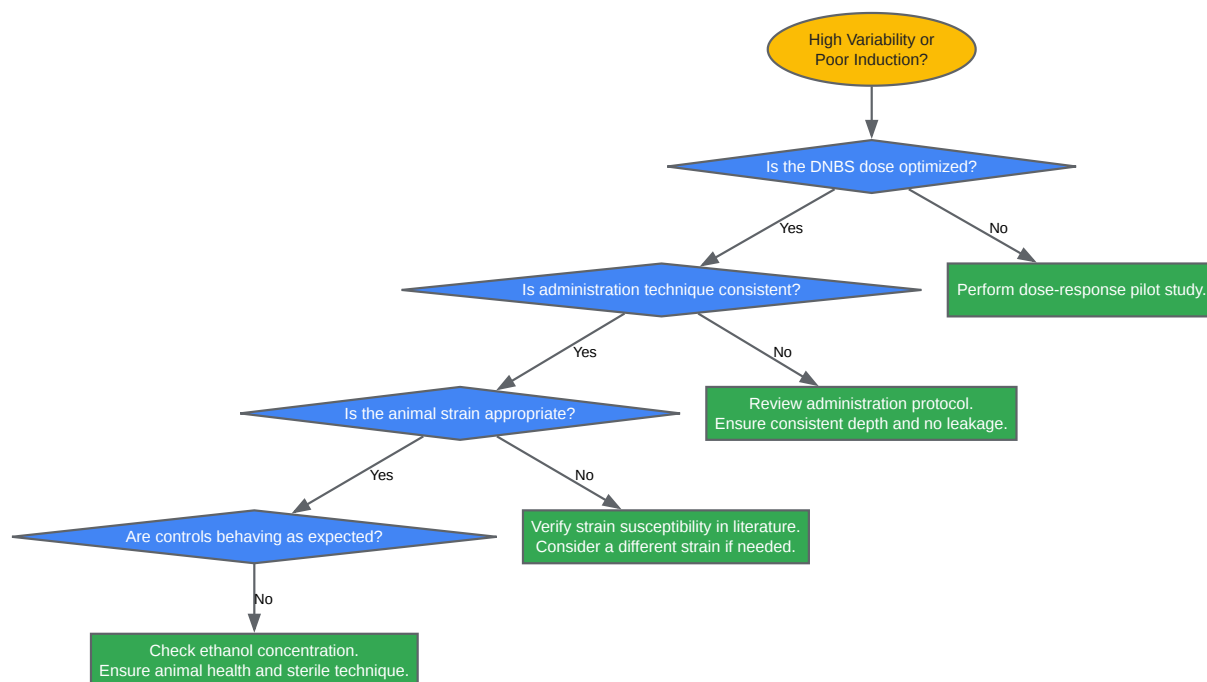 High Variability or
Poor Induction?
Is the DNBS dose optimized?
Yes
No
Is administration technique consistent?
Perform dose-response pilot study.
Yes
No
Is the animal strain appropriate?
Review administration protocol.
Ensure consistent depth and no leakage.
Yes
No
Are controls behaving as expected?
Verify strain susceptibility in literature.
Consider a different strain if needed.
No
Check ethanol concentration.
Ensure animal health and sterile technique.